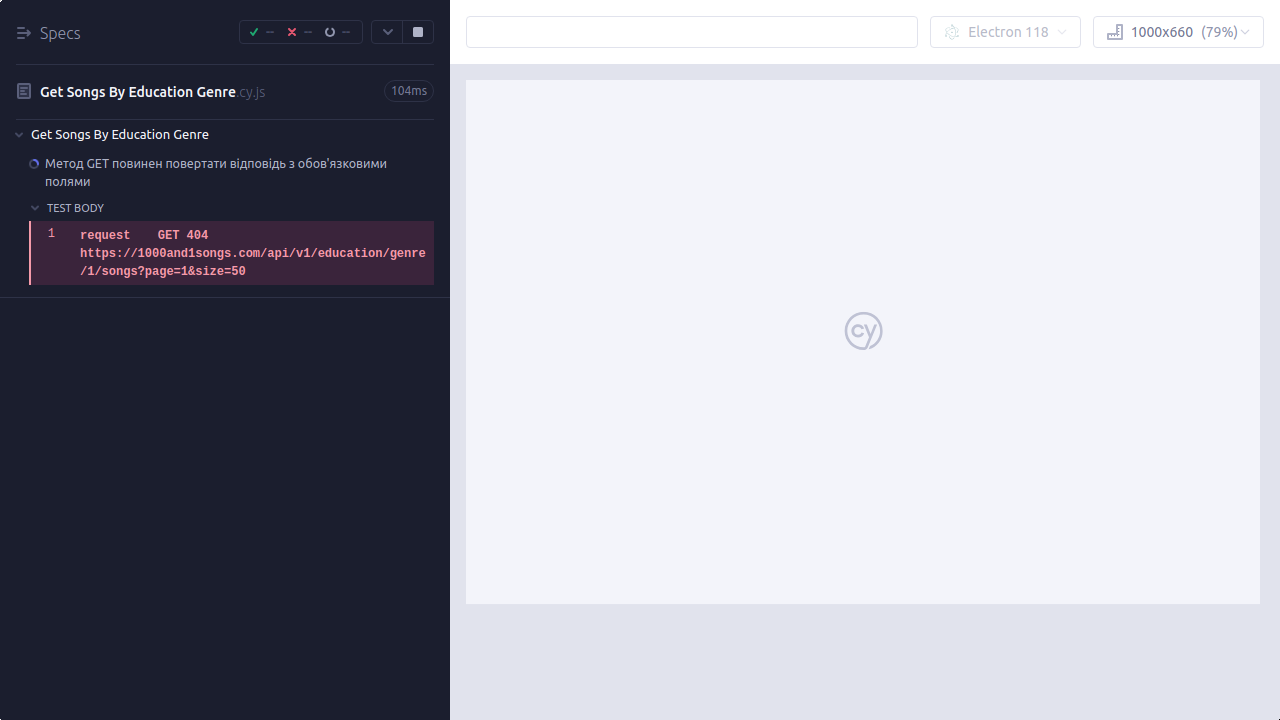 Specs
--
--
--
Electron 118
1000x660 (79%)
Get Songs By Education Genre.cy.js
104ms
Get Songs By Education Genre
Метод GET повинен повертати відповідь з обов'язковими
полями
TEST BODY
1 request GET 404
https://1000and1songs.com/api/v1/education/genre
/1/songs?page=1&size=50
cy